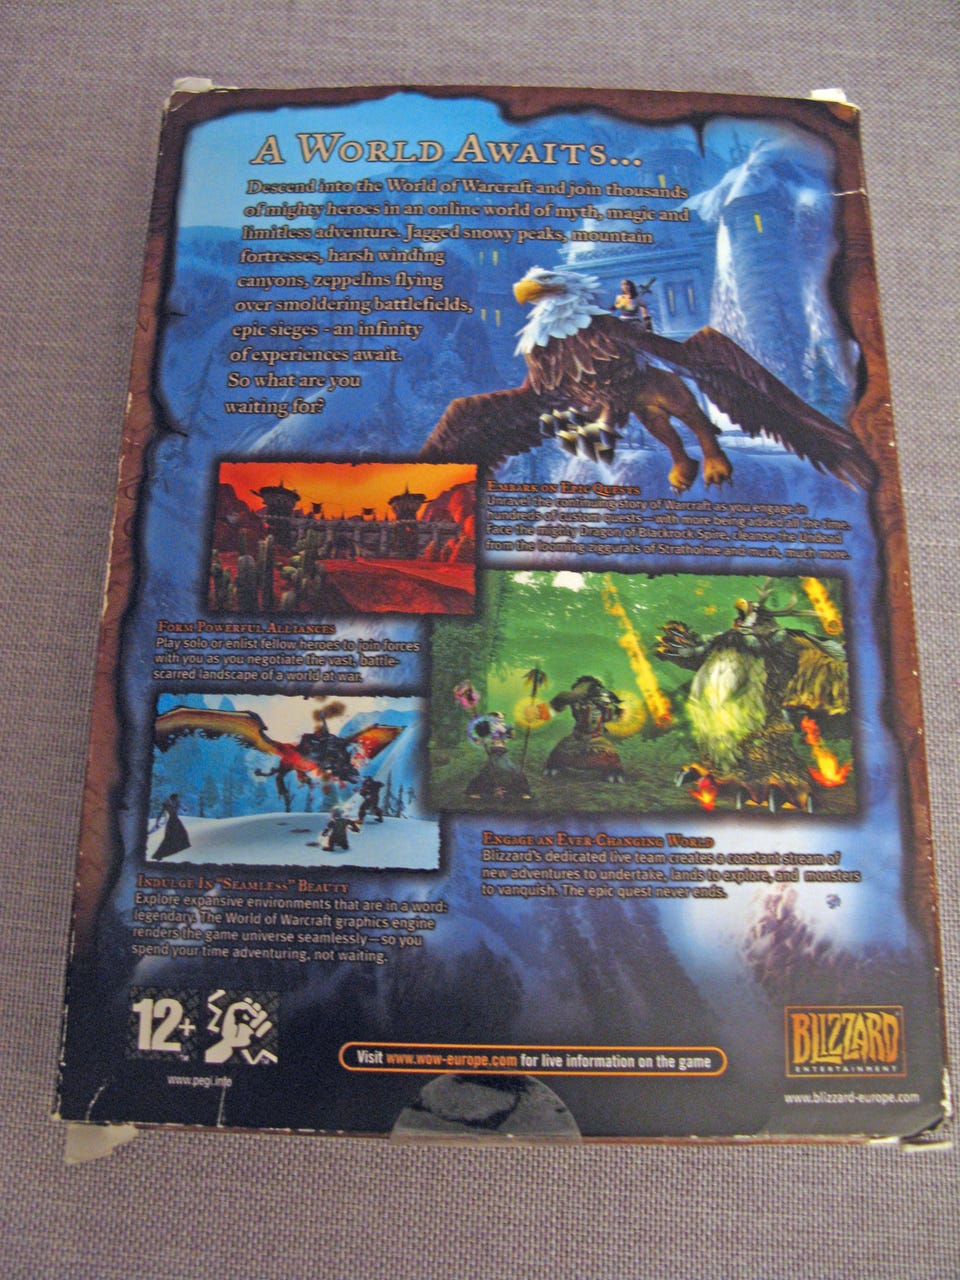 A World Awaits...
Descend into the World of Warcraft and join thousands
of mighty heroes in an online world of myth, magic and
limitless adventure. Jagged snowy peaks, mountain
fortresses, harsh winding
canyons, zeppelins flying
over smoldering battlefields,
epic sieges - an infinity
of experiences await.
So what are you
waiting for?
Embark on Epic Quests
Unravel the continuing story of Warcraft as you engage in
hundreds of custom quests—with more being added all the time.
Face the mighty Dragon of Blackrock Spire, cleanse the Undead
from the looming ziggurats of Stratholme and much, much more.
Form Powerful Alliances
Play solo or enlist fellow heroes to join forces
with you as you negotiate the vast, battle-
scarred landscape of a world at war.
Engage an Ever-Changing World
Blizzard's dedicated live team creates a constant stream of
new adventures to undertake, lands to explore, and monsters
to vanquish. The epic quest never ends.
Indulge In "Seamless" Beauty
Explore expansive environments that are in a word:
legendary. The World of Warcraft graphics engine
renders the game universe seamlessly—so you
spend your time adventuring, not waiting.
12+
www.pegi.info
Visit www.wow-europe.com for live information on the game
BLIZZARD
ENTERTAINMENT
www.blizzard-europe.com